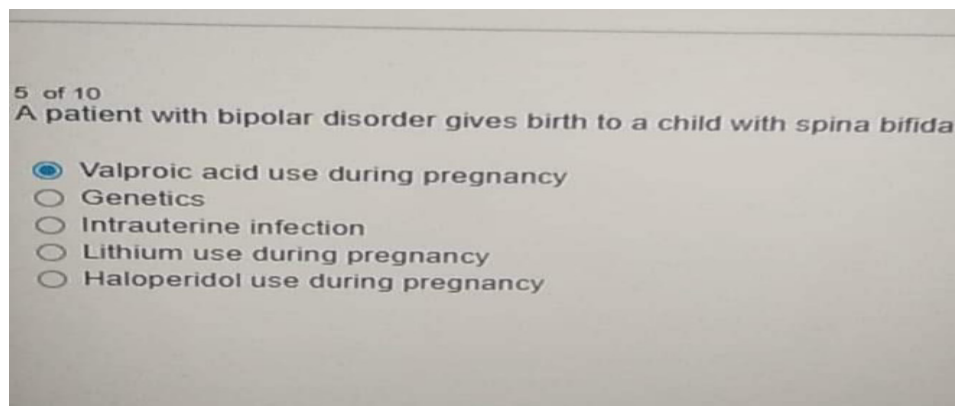 5 of 10
A patient with bipolar disorder gives birth to a child with spina bifida
Valproic acid use during pregnancy
Genetics
Intrauterine infection
Lithium use during pregnancy
Haloperidol use during pregnancy